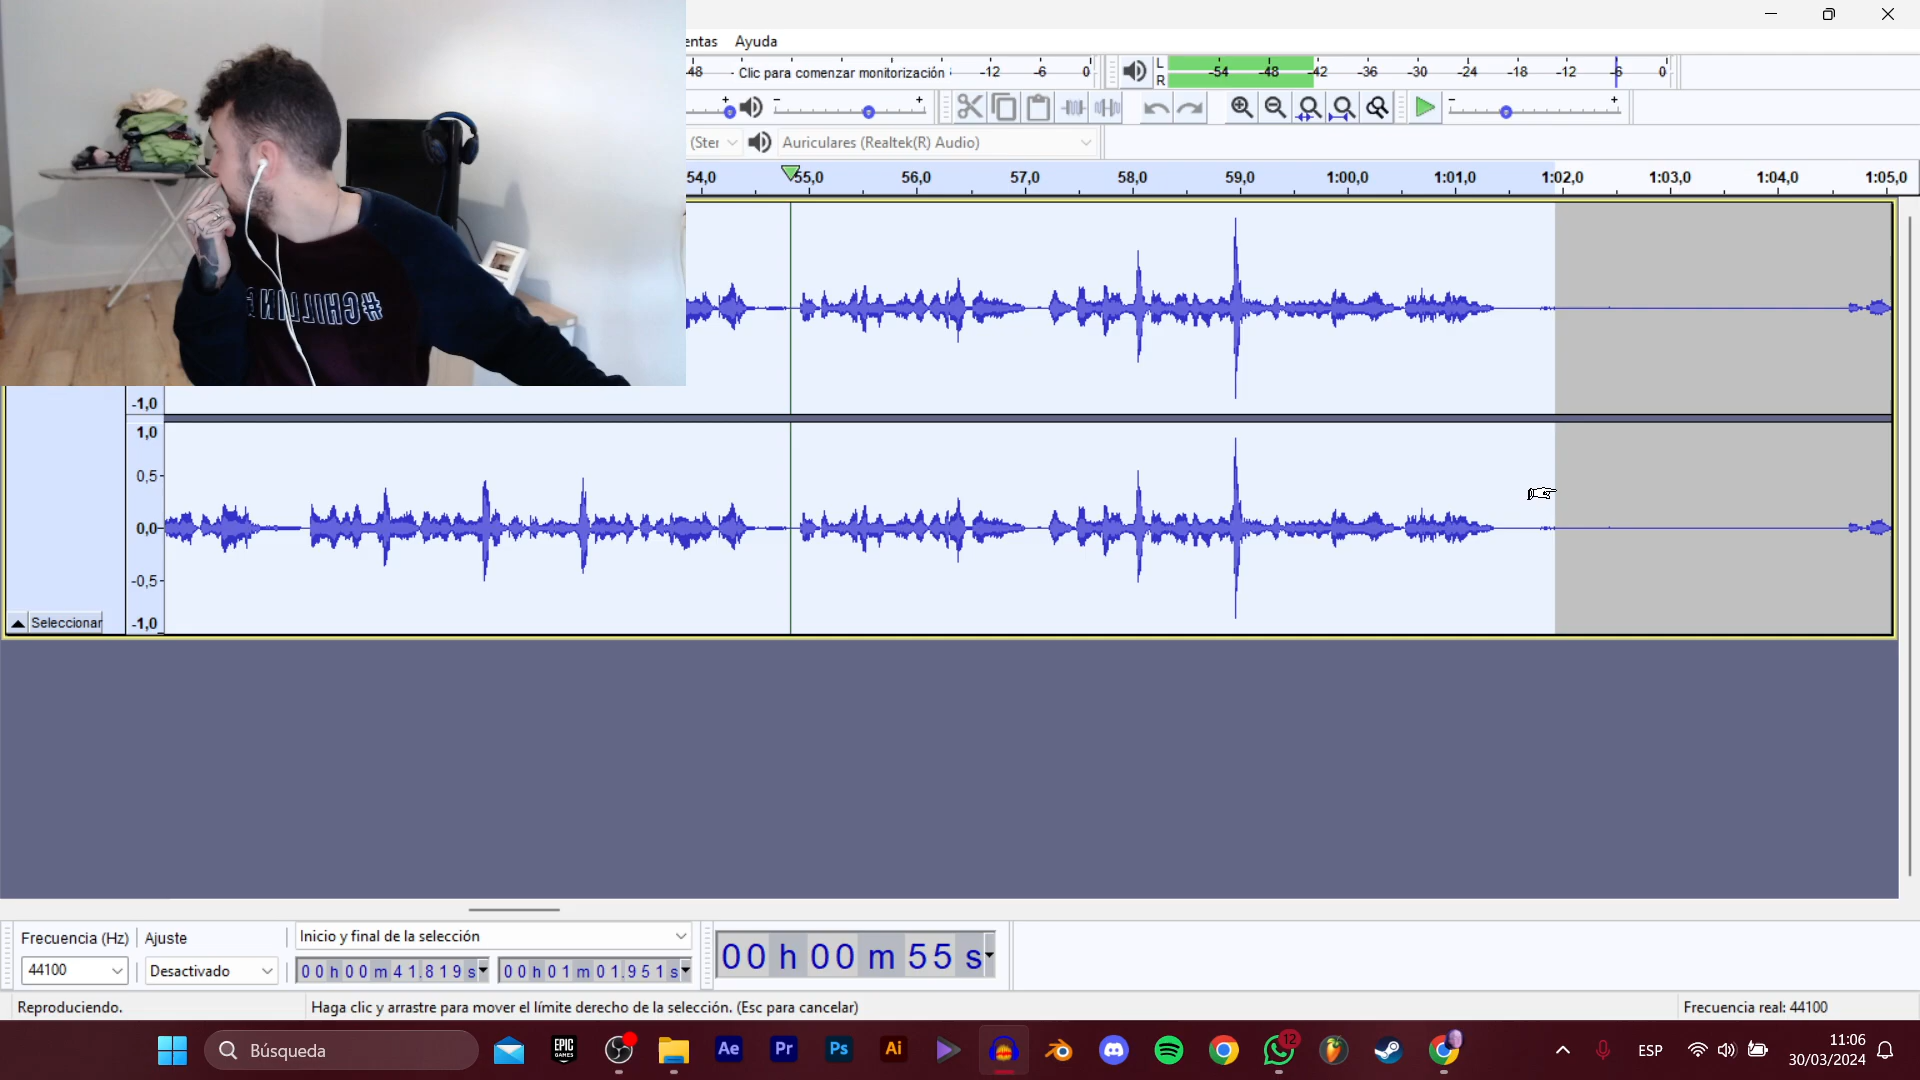 entas Ayuda
-48 - Clic para comenzar monitorización -12 -6 0
L R -54 -48 -42 -36 -30 -24 -18 -12 -6 0
(Ster Auriculares (Realtek(R) Audio)
54,0 55,0 56,0 57,0 58,0 59,0 1:00,0 1:01,0 1:02,0 1:03,0 1:04,0 1:05,0
-1,0
1,0
0,5
0,0
-0,5
-1,0
Seleccionar
#CHILLIN
Frecuencia (Hz) Ajuste Inicio y final de la selección
44100 Desactivado 00h00m41.819s 00h01m01.951s
00h00m55s
Reproduciendo. Haga clic y arrastre para mover el límite derecho de la selección. (Esc para cancelar) Frecuencia real: 44100
Búsqueda
EPIC GAMES
Ae Pr Ps Ai
12
ESP
11:06
30/03/2024